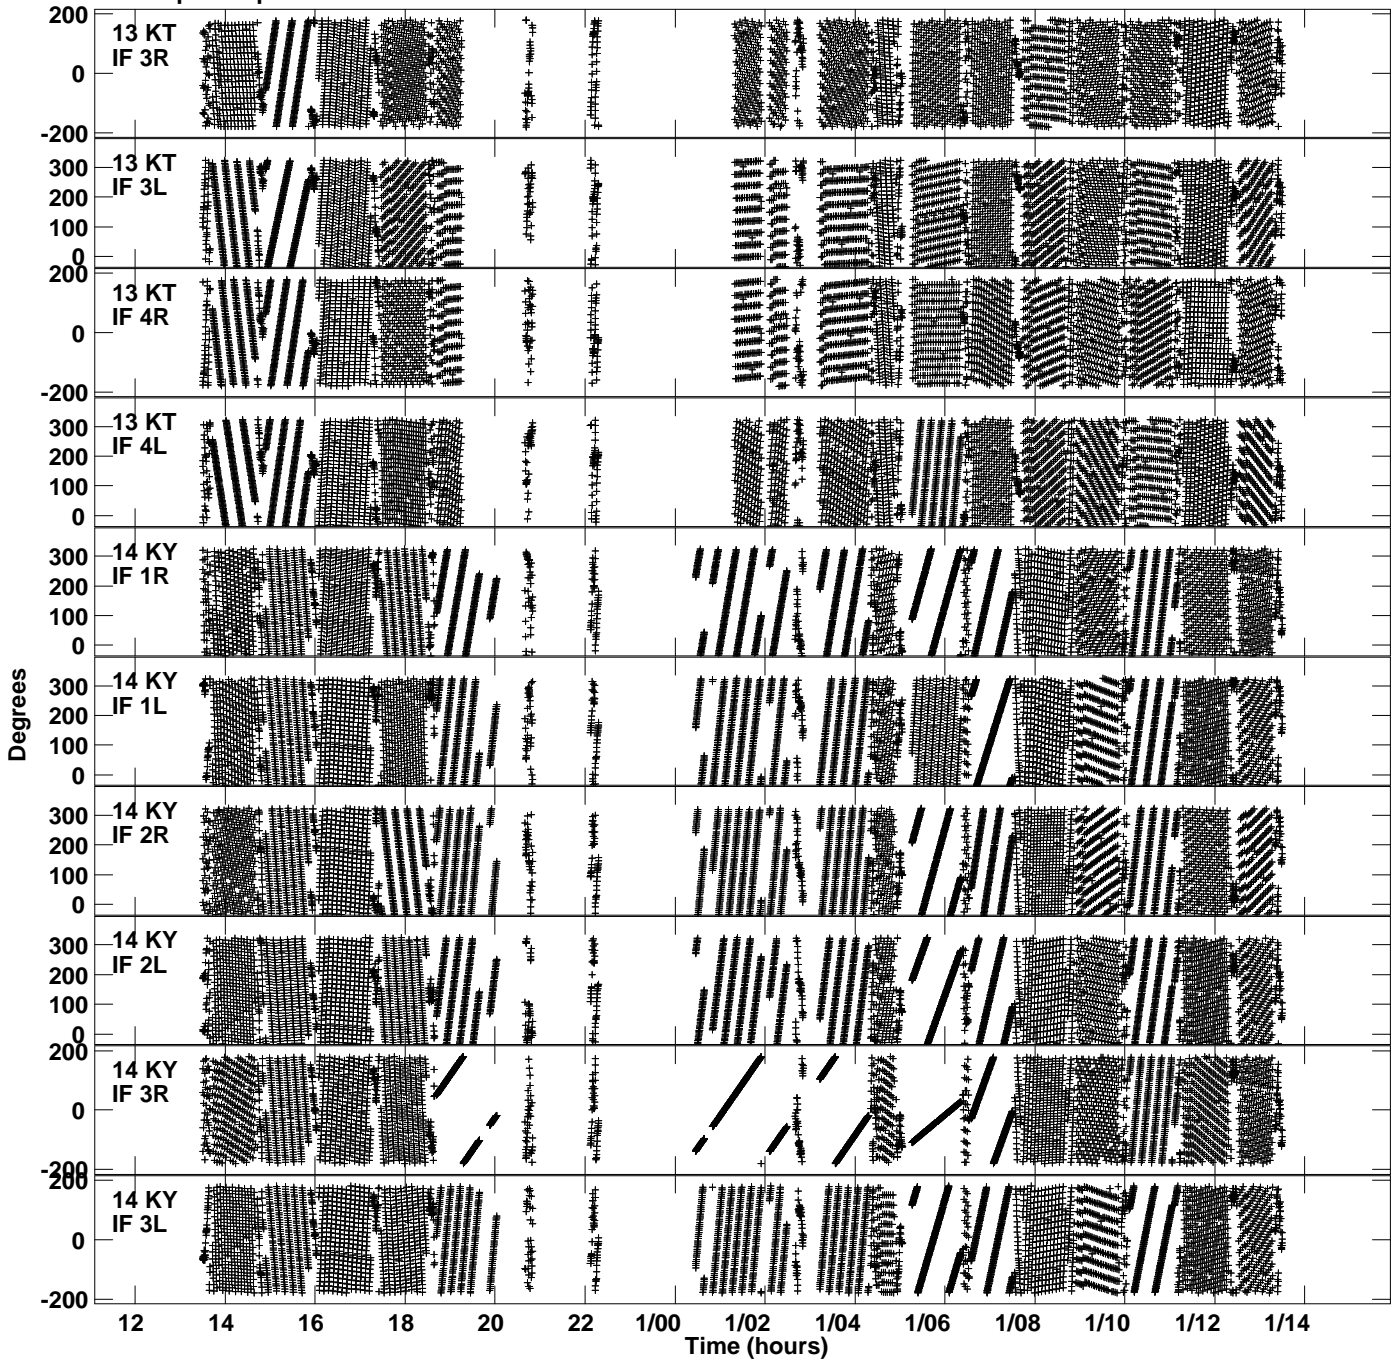 200
13 KT
IF 3R
0
-200
13 KT
IF 3L
300
200
100
0
200
13 KT
IF 4R
0
-200
13 KT
IF 4L
300
200
100
0
14 KY
IF 1R
300
200
100
0
14 KY
IF 1L
300
200
100
0
14 KY
IF 2R
300
200
100
0
14 KY
IF 2L
300
200
100
0
200
14 KY
IF 3R
0
-200
200
14 KY
IF 3L
0
-200
Degrees
12 14 16 18 20 22 1/00 1/02 1/04 1/06 1/08 1/10 1/12 1/14
Time (hours)